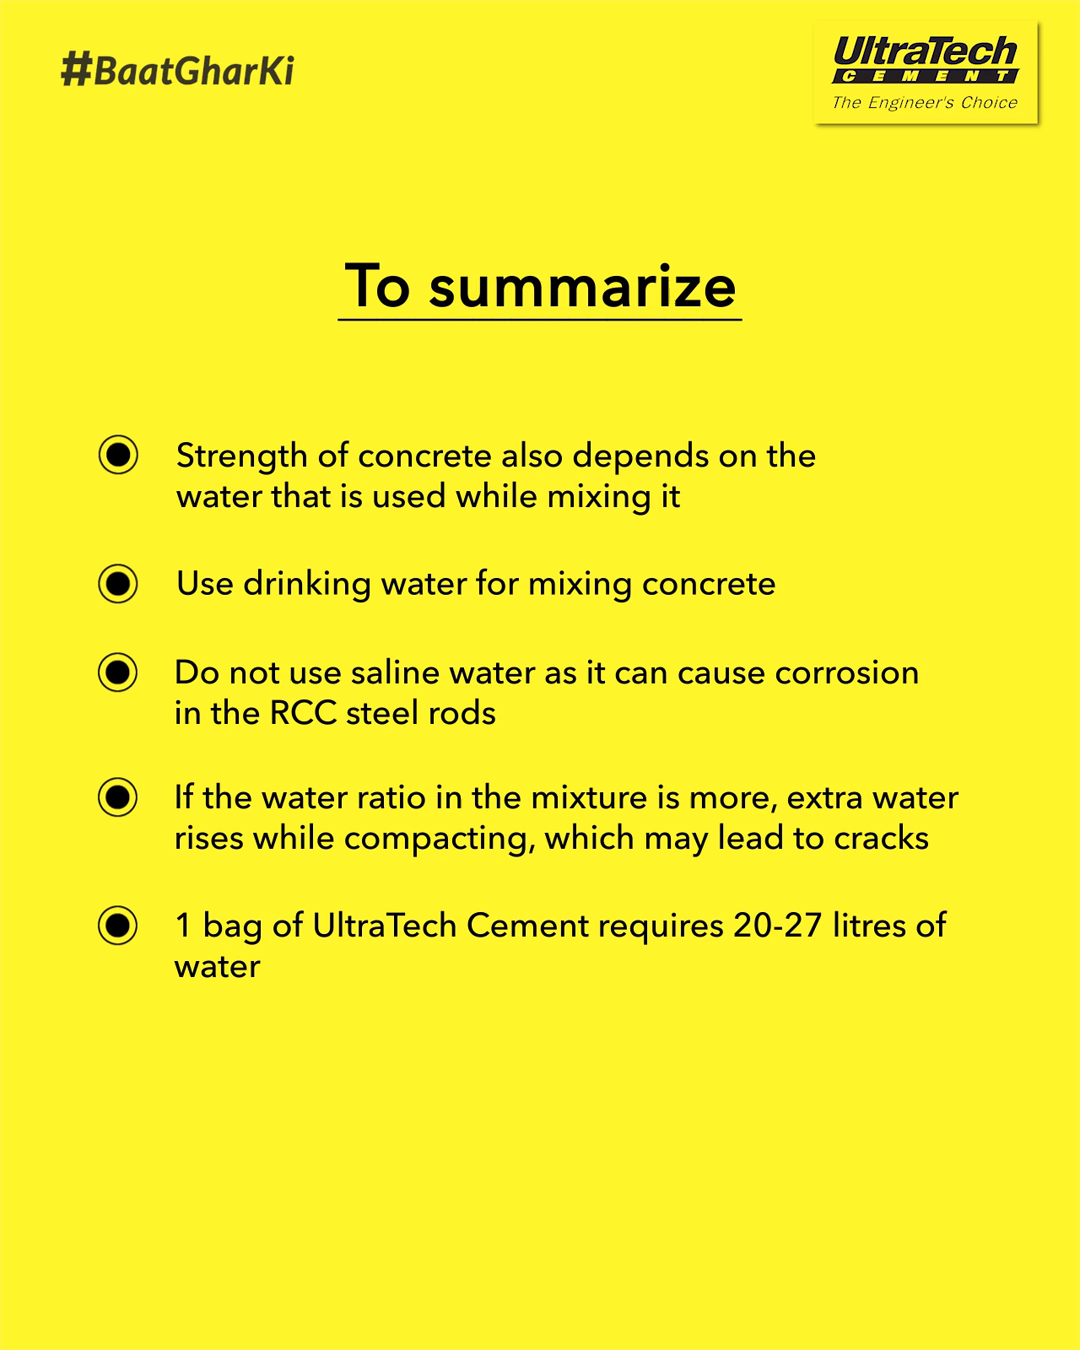 #BaatGharKi
UltraTech
CEMENT
The Engineer's Choice
To summarize
Strength of concrete also depends on the
water that is used while mixing it
Use drinking water for mixing concrete
Do not use saline water as it can cause corrosion
in the RCC steel rods
If the water ratio in the mixture is more, extra water
rises while compacting, which may lead to cracks
1 bag of UltraTech Cement requires 20-27 litres of
water